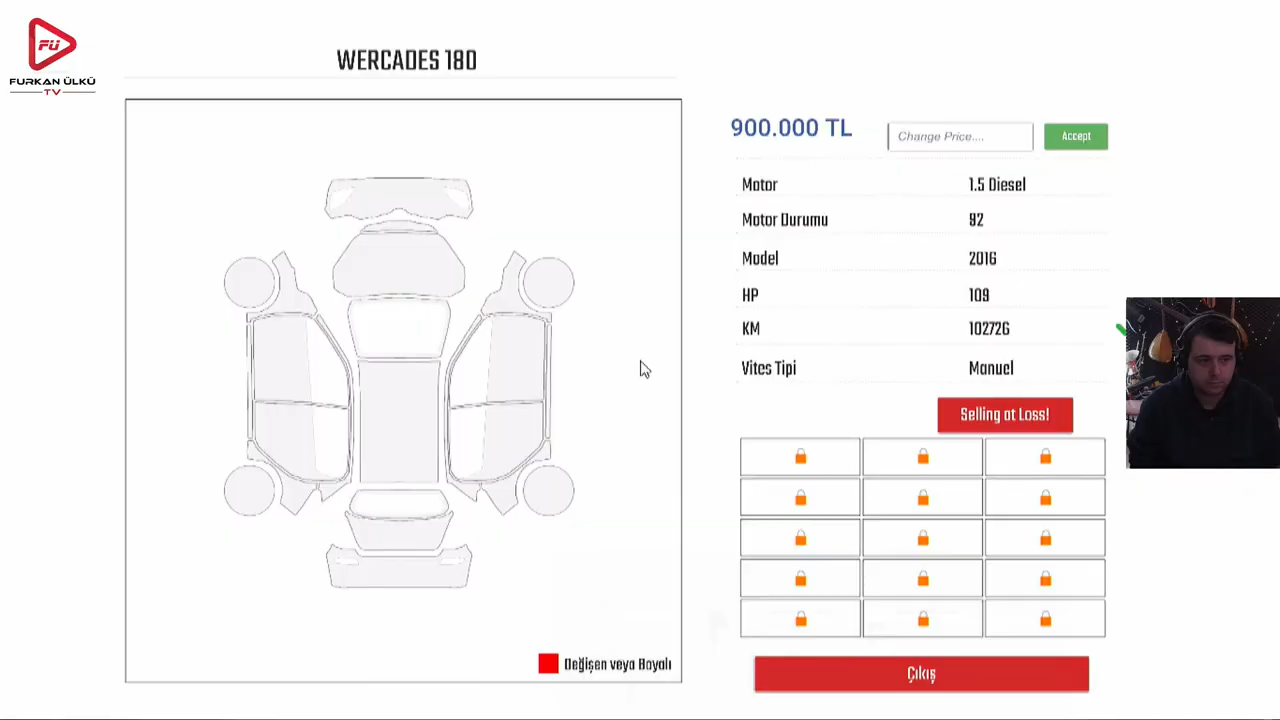 FU
FURKAN ÜLKÜ
TV
WERCADES 180
900.000 TL
Change Price....
Accept
Motor 1.5 Diesel
Motor Durumu 92
Model 2016
HP 109
KM 102726
Vites Tipi Manuel
Selling at Loss!
Değişen veya Boyalı
Çıkış